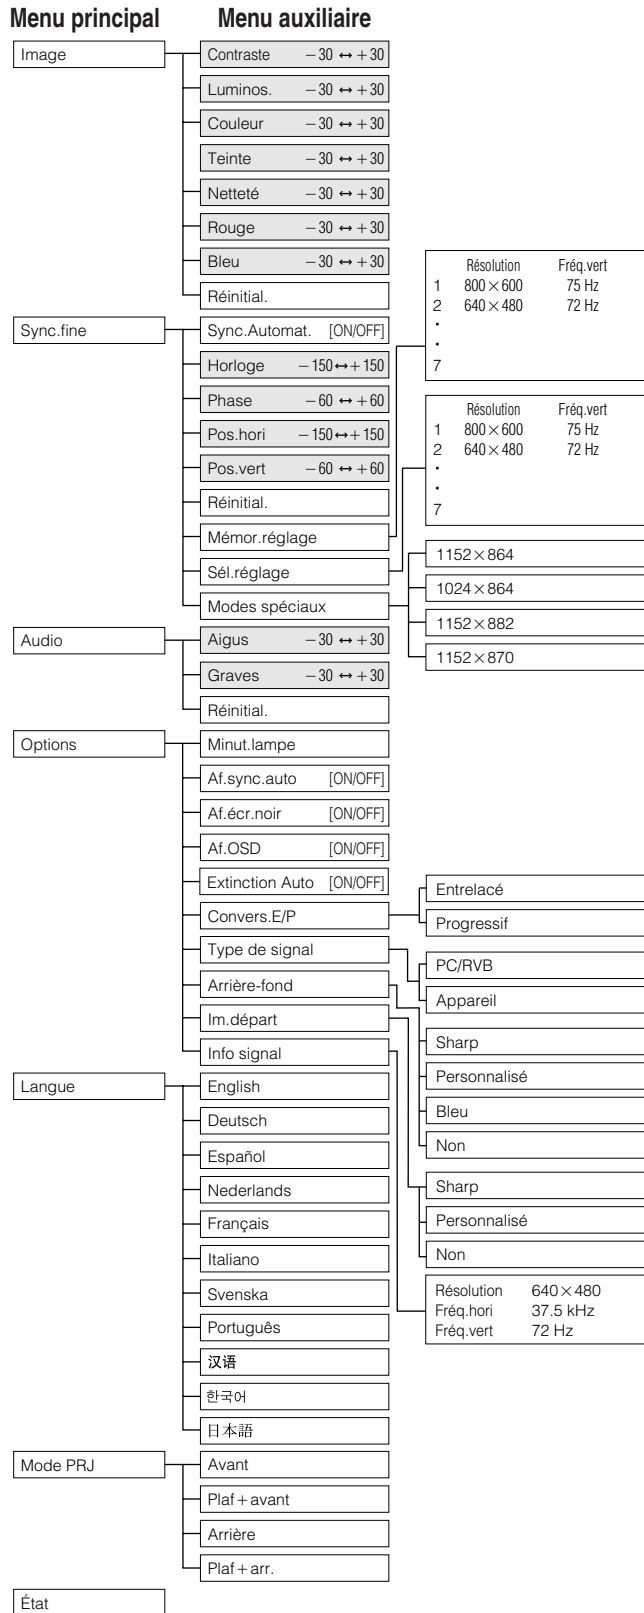 Menu principal Menu auxiliaire
Image
Contraste −30 ↔ +30
Luminos. −30 ↔ +30
Couleur −30 ↔ +30
Teinte −30 ↔ +30
Netteté −30 ↔ +30
Rouge −30 ↔ +30
Bleu −30 ↔ +30
Réinitial.
Sync.fine
Sync.Automat. [ON/OFF]
Horloge −150↔+150
Phase −60 ↔ +60
Pos.hori −150↔+150
Pos.vert −60 ↔ +60
Réinitial.
Mémor.réglage
Résolution Fréq.vert
1 800×600 75 Hz
2 640×480 72 Hz
•
•
7
Sél.réglage
Résolution Fréq.vert
1 800×600 75 Hz
2 640×480 72 Hz
•
•
7
Modes spéciaux
1152×864
1024×864
1152×882
1152×870
Audio
Aigus −30 ↔ +30
Graves −30 ↔ +30
Réinitial.
Options
Minut.lampe
Af.sync.auto [ON/OFF]
Af.écr.noir [ON/OFF]
Af.OSD [ON/OFF]
Extinction Auto [ON/OFF]
Convers.E/P
Entrelacé
Progressif
Type de signal
PC/RVB
Appareil
Arrière-fond
Sharp
Personnalisé
Bleu
Non
Im.départ
Sharp
Personnalisé
Non
Info signal
Résolution 640×480
Fréq.hori 37.5 kHz
Fréq.vert 72 Hz
Langue
English
Deutsch
Español
Nederlands
Français
Italiano
Svenska
Português
汉语
한국어
日本語
Mode PRJ
Avant
Plaf+avant
Arrière
Plaf+arr.
État